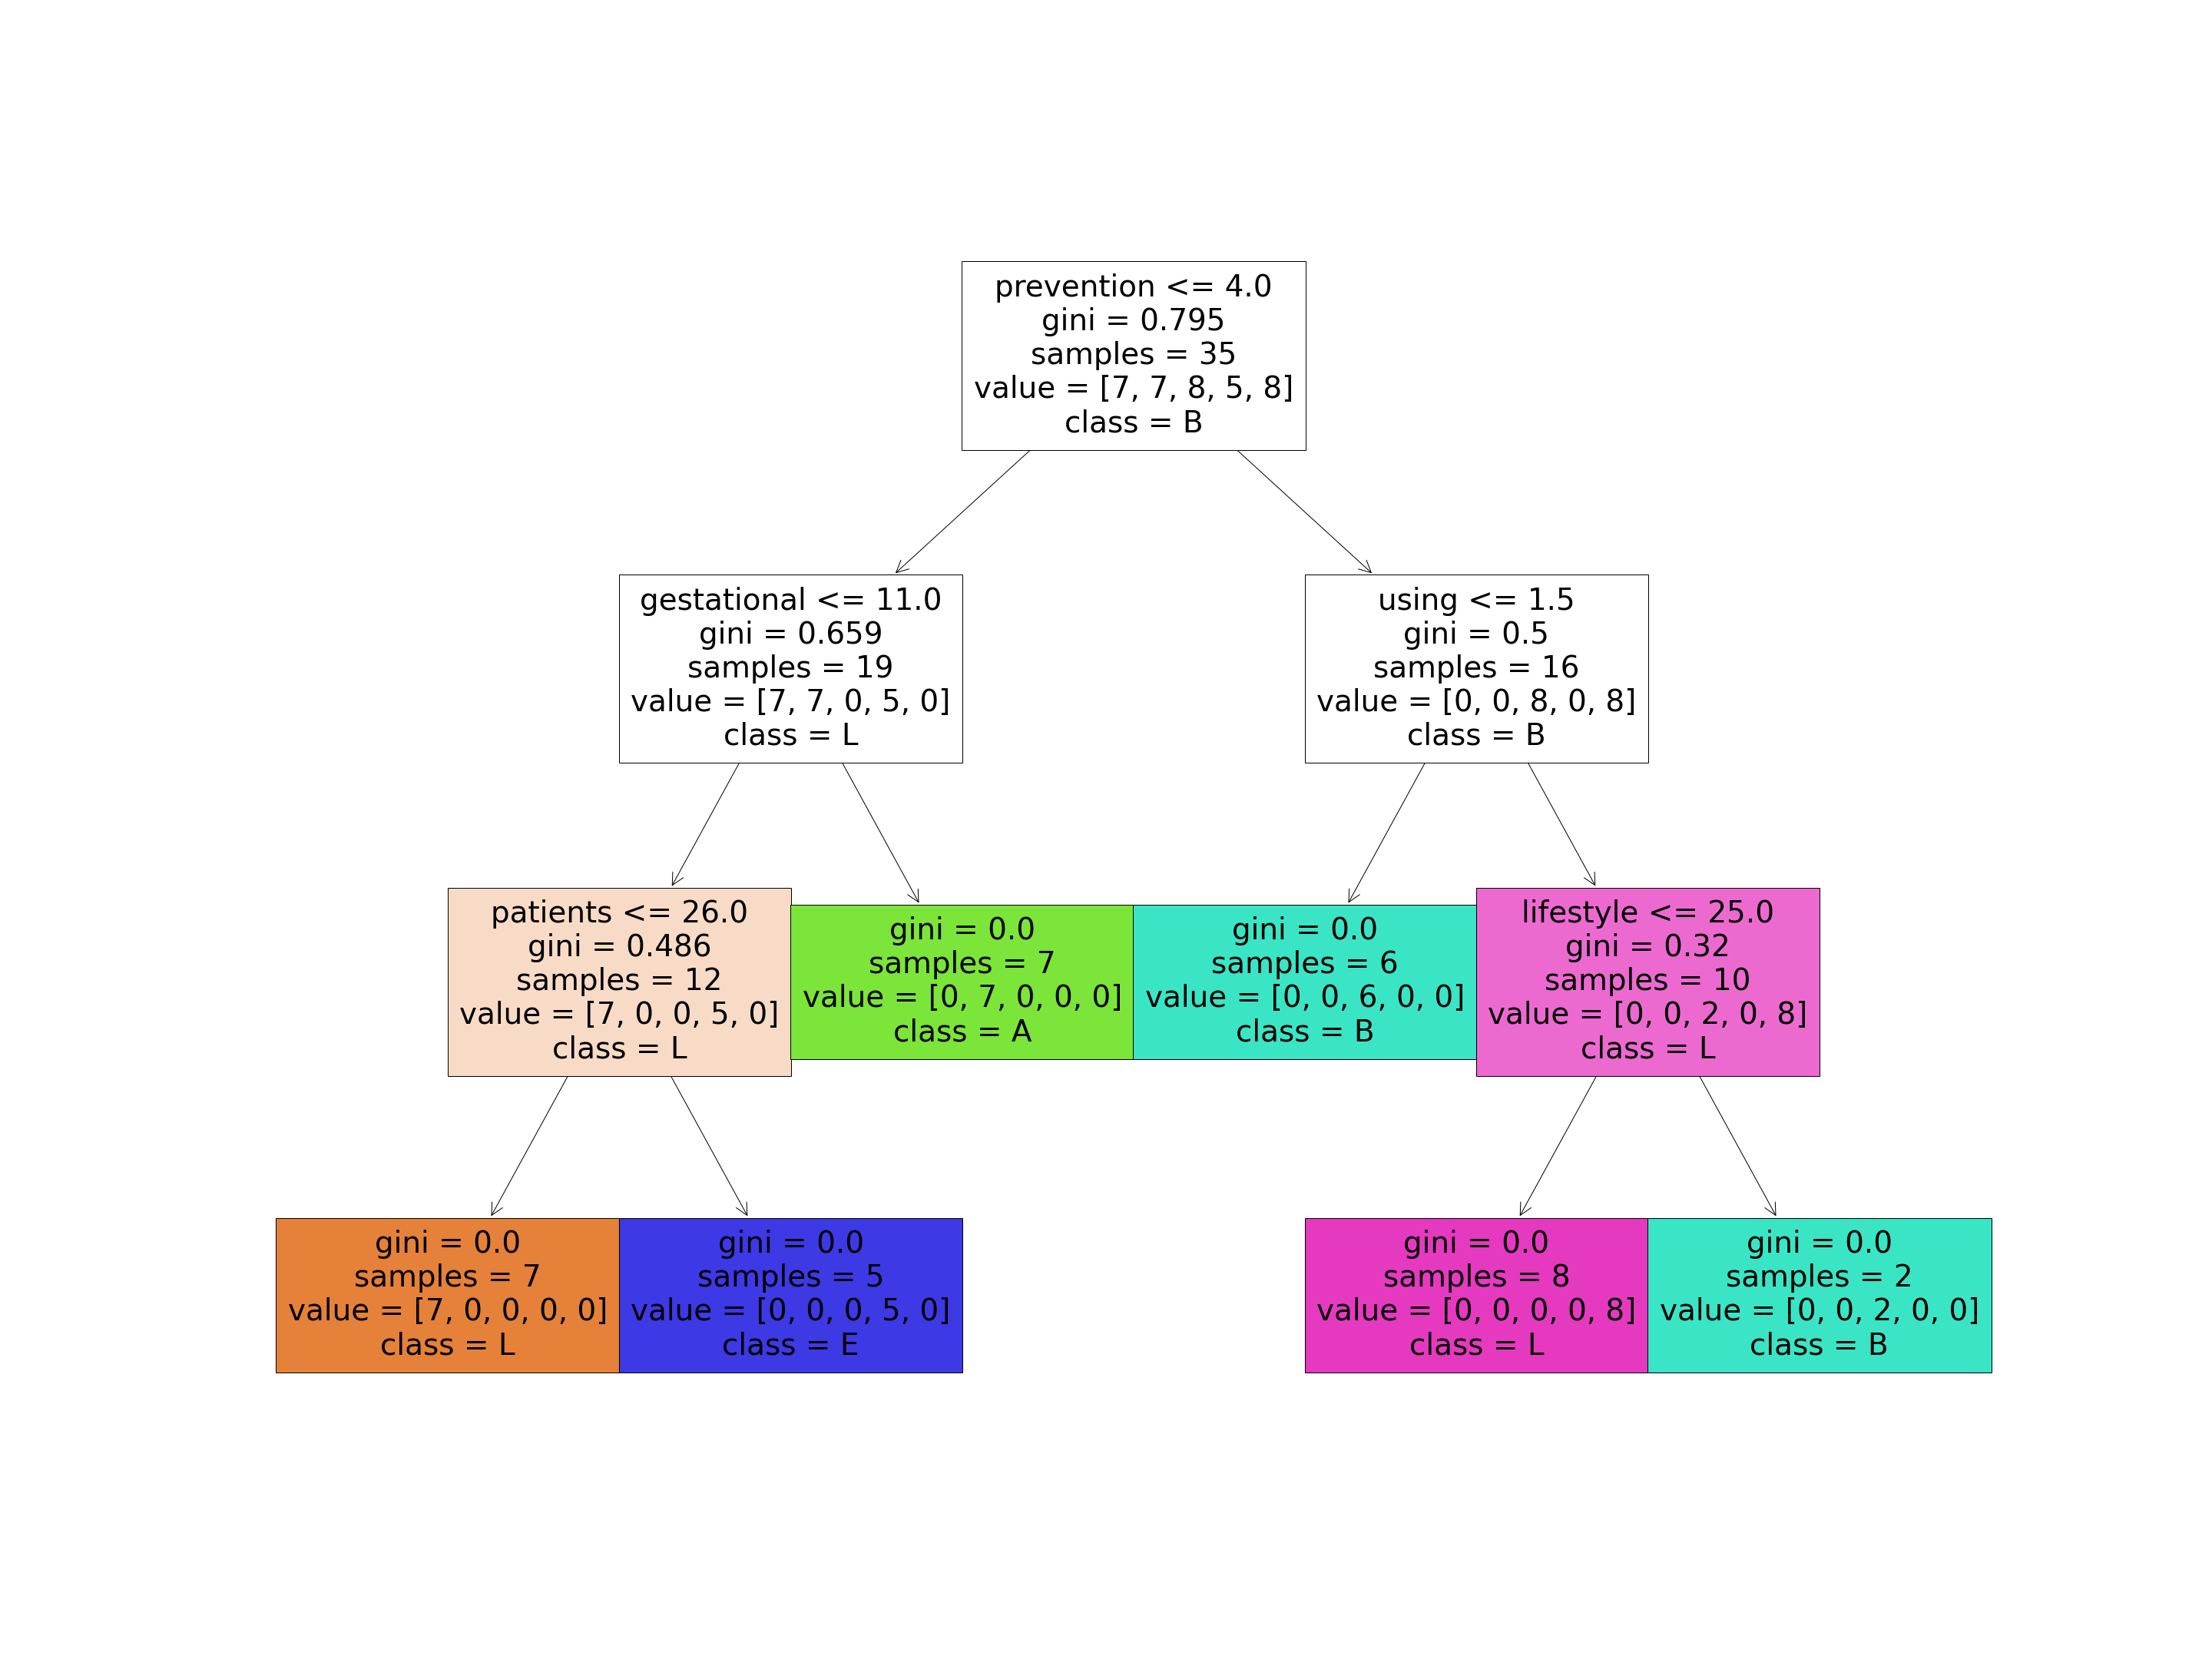 prevention <= 4.0
gini = 0.795
samples = 35
value = [7, 7, 8, 5, 8]
class = B
gestational <= 11.0
gini = 0.659
samples = 19
value = [7, 7, 0, 5, 0]
class = L
using <= 1.5
gini = 0.5
samples = 16
value = [0, 0, 8, 0, 8]
class = B
patients <= 26.0
gini = 0.486
samples = 12
value = [7, 0, 0, 5, 0]
class = L
gini = 0.0
samples = 7
value = [0, 7, 0, 0, 0]
class = A
gini = 0.0
samples = 6
value = [0, 0, 6, 0, 0]
class = B
lifestyle <= 25.0
gini = 0.32
samples = 10
value = [0, 0, 2, 0, 8]
class = L
gini = 0.0
samples = 7
value = [7, 0, 0, 0, 0]
class = L
gini = 0.0
samples = 5
value = [0, 0, 0, 5, 0]
class = E
gini = 0.0
samples = 8
value = [0, 0, 0, 0, 8]
class = L
gini = 0.0
samples = 2
value = [0, 0, 2, 0, 0]
class = B